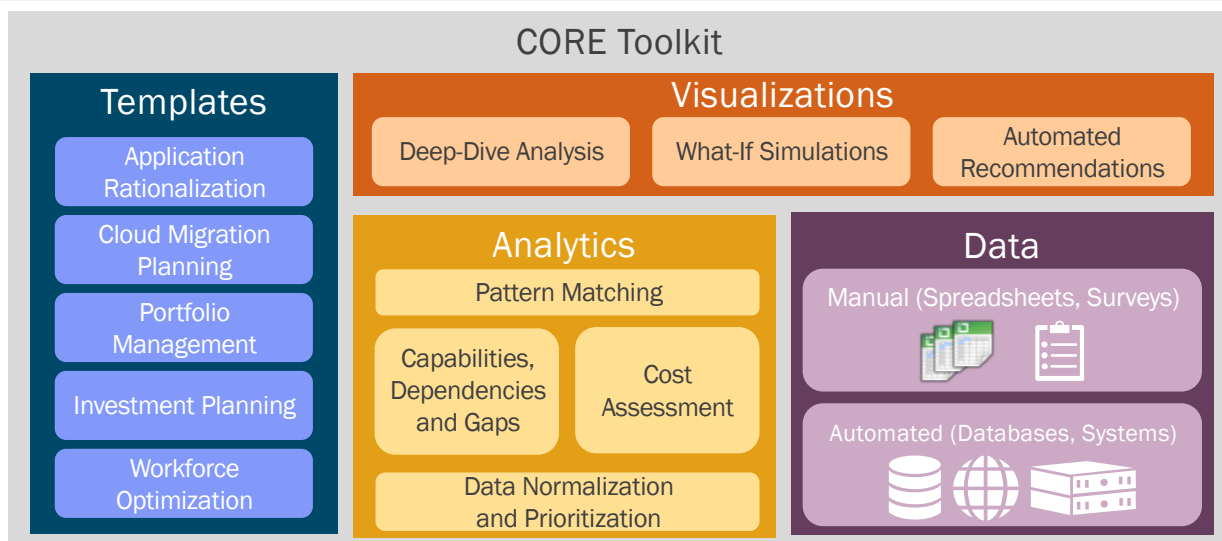 CORE Toolkit
Templates
Application
Rationalization
Cloud Migration
Planning
Portfolio
Management
Investment Planning
Workforce
Optimization
Visualizations
Deep-Dive Analysis
What-If Simulations
Automated
Recommendations
Analytics
Pattern Matching
Capabilities,
Dependencies
and Gaps
Cost
Assessment
Data Normalization
and Prioritization
Data
Manual (Spreadsheets, Surveys)
Automated (Databases, Systems)